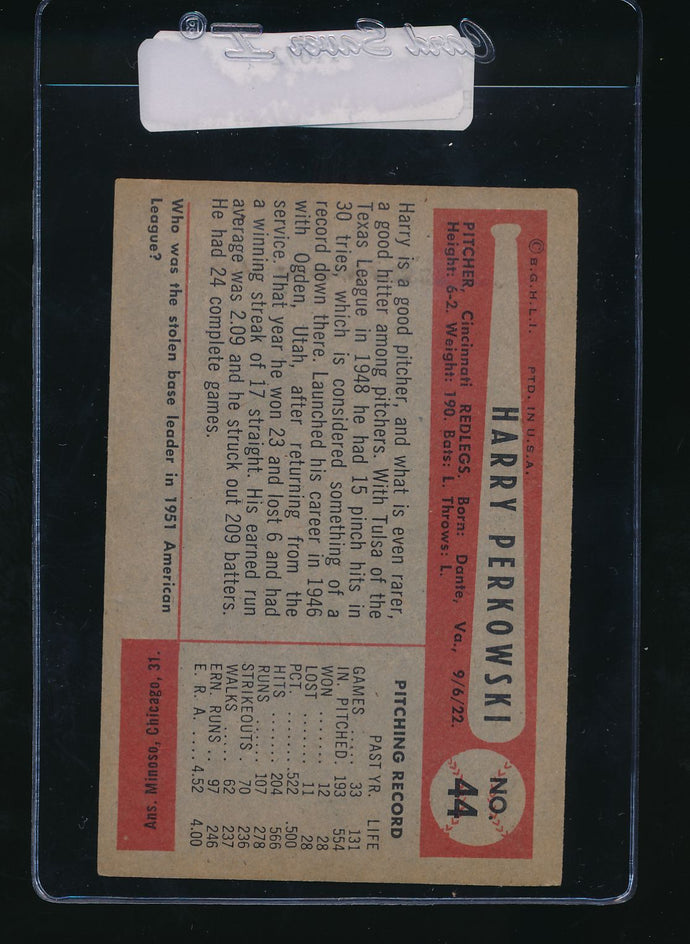 Card Saver II ®
© B.G.H.L.I. PTD. IN U.S.A.
HARRY PERKOWSKI
NO.
44
PITCHER, Cincinnati REDLEGS. Born: Dante, Va., 9/6/22.
Height: 6-2. Weight: 190. Bats: L. Throws: L.
Harry is a good pitcher, and what is even rarer,
a good hitter among pitchers. With Tulsa of the
Texas League in 1948 he had 15 pinch hits in
30 tries, which is considered something of a
record down there. Launched his career in 1946
with Ogden, Utah, after returning from the
service. That year he won 23 and lost 6 and had
a winning streak of 17 straight. His earned run
average was 2.09 and he struck out 209 batters.
He had 24 complete games.
PITCHING RECORD
PAST YR. LIFE
GAMES ..... 33 131
IN. PITCHED 193 554
WON ....... 12 28
LOST ...... 11 28
PCT. ...... .522 .500
HITS ....... 204 566
RUNS ...... 107 278
STRIKEOUTS . 70 236
WALKS .... 62 237
ERN. RUNS .. 97 246
E. R. A. .... 4.52 4.00
Who was the stolen base leader in 1951 American
League?
Ans. Minoso, Chicago, 31.